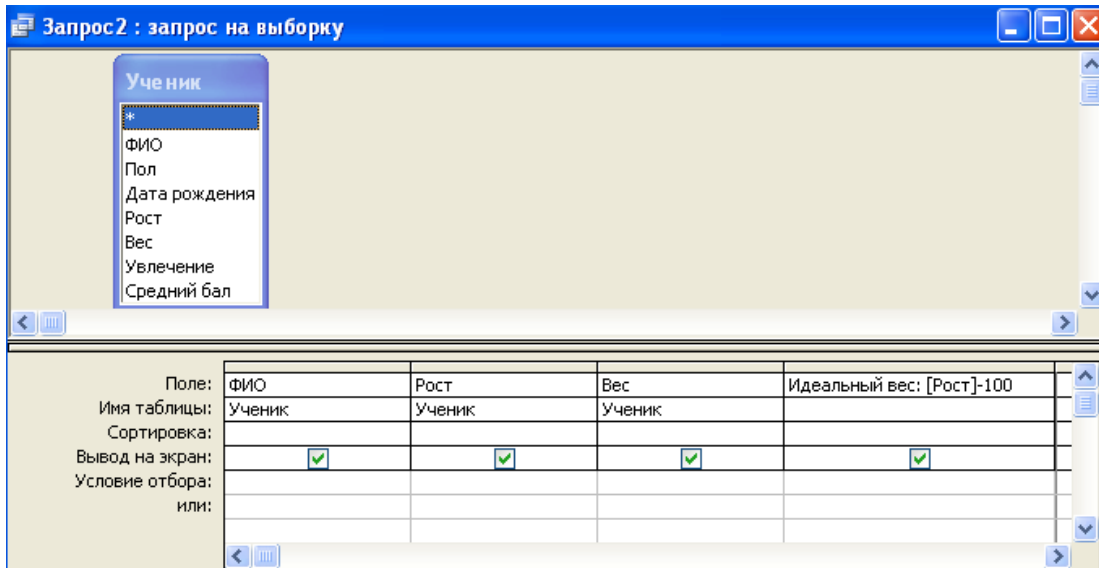 Запрос2 : запрос на выборку
Ученик
*
ФИО
Пол
Дата рождения
Рост
Вес
Увлечение
Средний бал
Поле: ФИО Рост Вес Идеальный вес: [Рост]-100
Имя таблицы: Ученик Ученик Ученик
Сортировка:
Вывод на экран:
Условие отбора:
или: